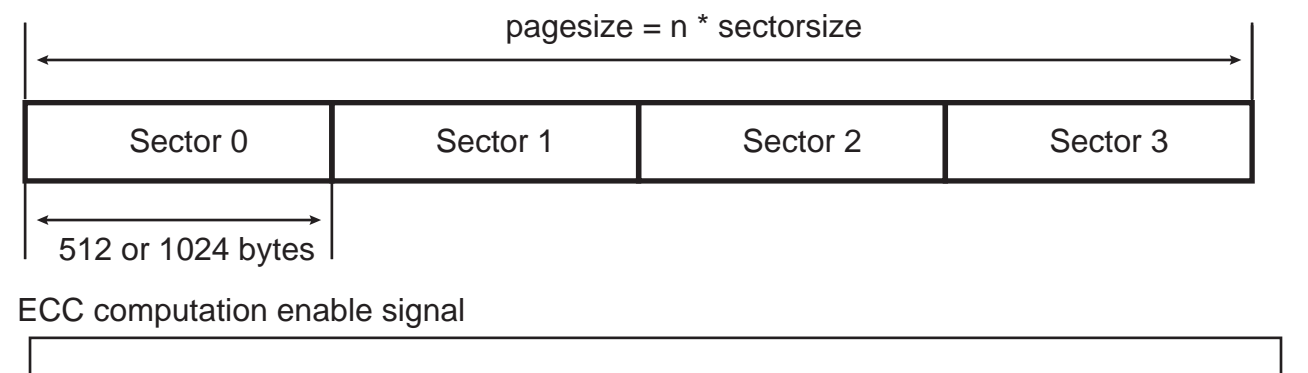 pagesize = n * sectorsize
Sector 0 Sector 1 Sector 2 Sector 3
512 or 1024 bytes
ECC computation enable signal